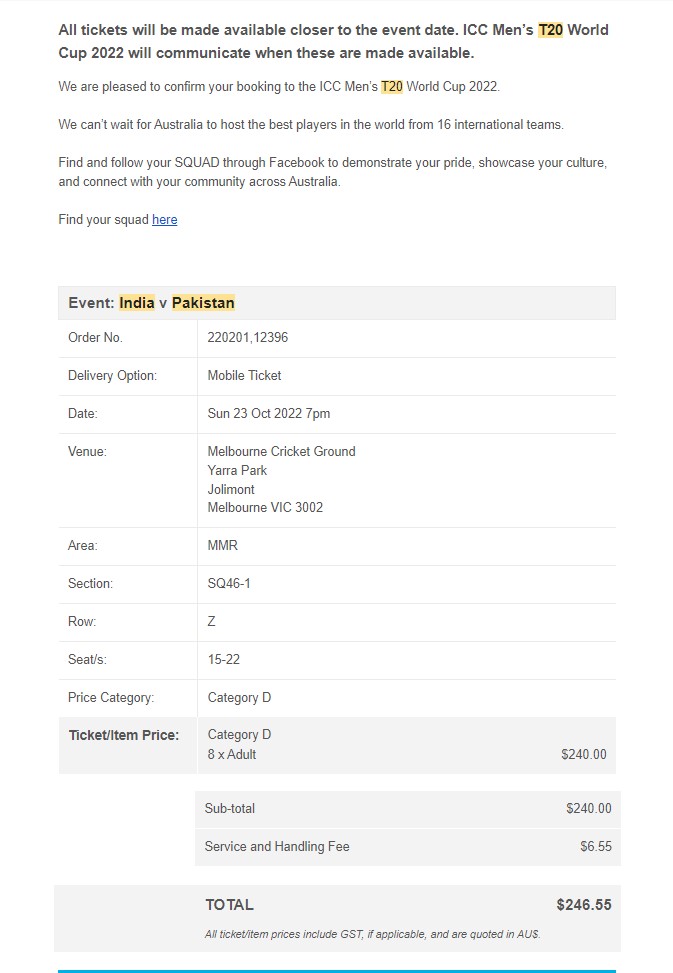 All tickets will be made available closer to the event date. ICC Men's T20 World
Cup 2022 will communicate when these are made available.
We are pleased to confirm your booking to the ICC Men's T20 World Cup 2022.
We can't wait for Australia to host the best players in the world from 16 international teams.
Find and follow your SQUAD through Facebook to demonstrate your pride, showcase your culture,
and connect with your community across Australia.
Find your squad here
Event: India v Pakistan
Order No. 220201,12396
Delivery Option: Mobile Ticket
Date: Sun 23 Oct 2022 7pm
Venue: Melbourne Cricket Ground
Yarra Park
Jolimont
Melbourne VIC 3002
Area: MMR
Section: SQ46-1
Row: Z
Seat/s: 15-22
Price Category: Category D
Ticket/Item Price: Category D
8 x Adult $240.00
Sub-total $240.00
Service and Handling Fee $6.55
TOTAL $246.55
All ticket/item prices include GST, if applicable, and are quoted in AU$.